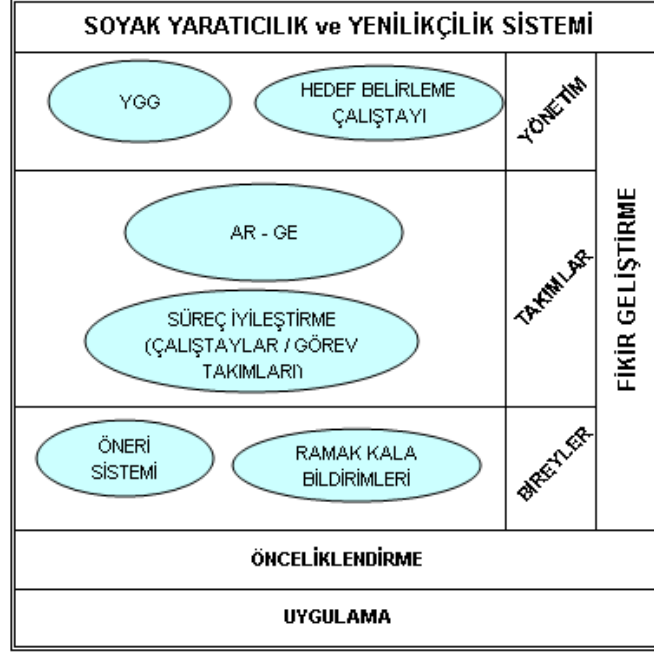 SOYAK YARATICILIK ve YENİLİKÇİLİK SİSTEMİ
YGG
HEDEF BELİRLEME
ÇALIŞTAYI
YÖNETİM
AR - GE
SÜREÇ İYİLEŞTİRME
(ÇALIŞTAYLAR / GÖREV
TAKIMLARI)
TAKIMLAR
ÖNERİ
SİSTEMİ
RAMAK KALA
BİLDİRİMLERİ
BİREYLER
FİKİR GELİŞTİRME
ÖNCELİKLENDİRME
UYGULAMA